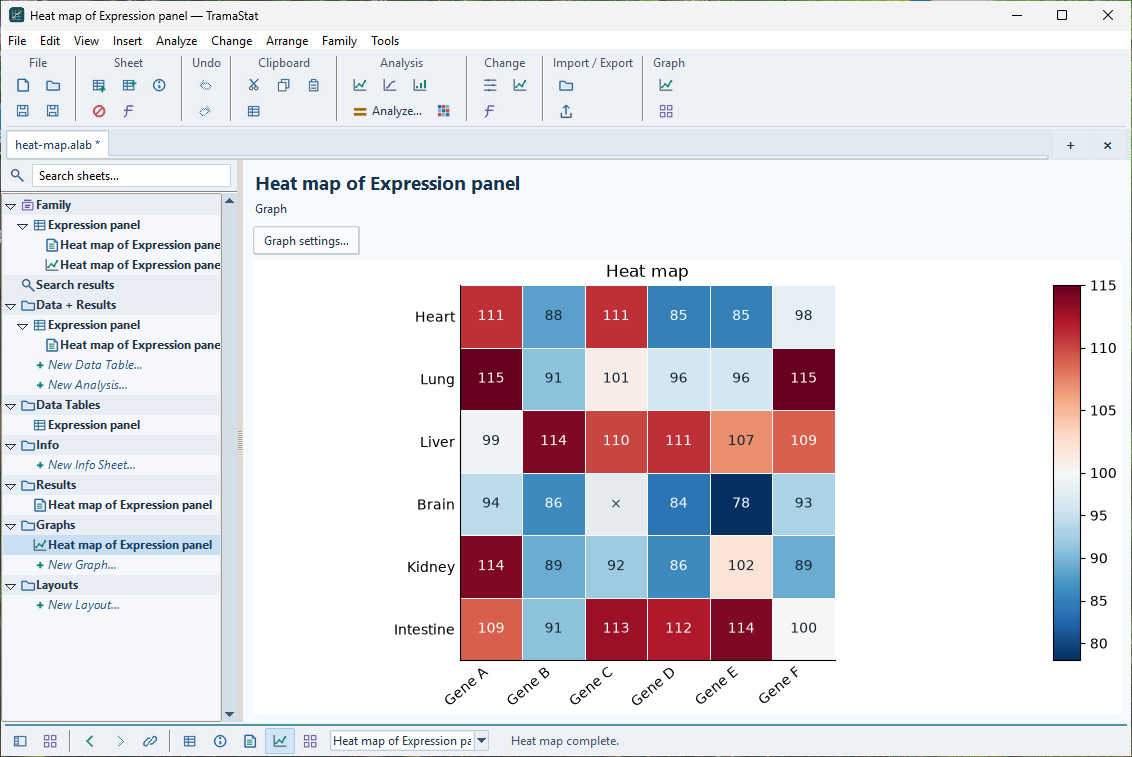 Heat map of Expression panel — TramaStat
File Edit View Insert Analyze Change Arrange Family Tools
File Sheet Undo Clipboard Analysis Change Import / Export Graph
Analyze...
heat-map.alab *
Search sheets...
Family
Expression panel
Heat map of Expression pane
Heat map of Expression pane
Search results
Data + Results
Expression panel
Heat map of Expression pane
New Data Table...
New Analysis...
Data Tables
Expression panel
Info
New Info Sheet...
Results
Heat map of Expression panel
Graphs
Heat map of Expression panel
New Graph...
Layouts
New Layout...
Heat map of Expression panel
Graph
Graph settings...
Heat map
Heart 111 88 111 85 85 98
Lung 115 91 101 96 96 115
Liver 99 114 110 111 107 109
Brain 94 86 × 84 78 93
Kidney 114 89 92 86 102 89
Intestine 109 91 113 112 114 100
Gene A Gene B Gene C Gene D Gene E Gene F
115
110
105
100
95
90
85
80
Heat map of Expression pa
Heat map complete.